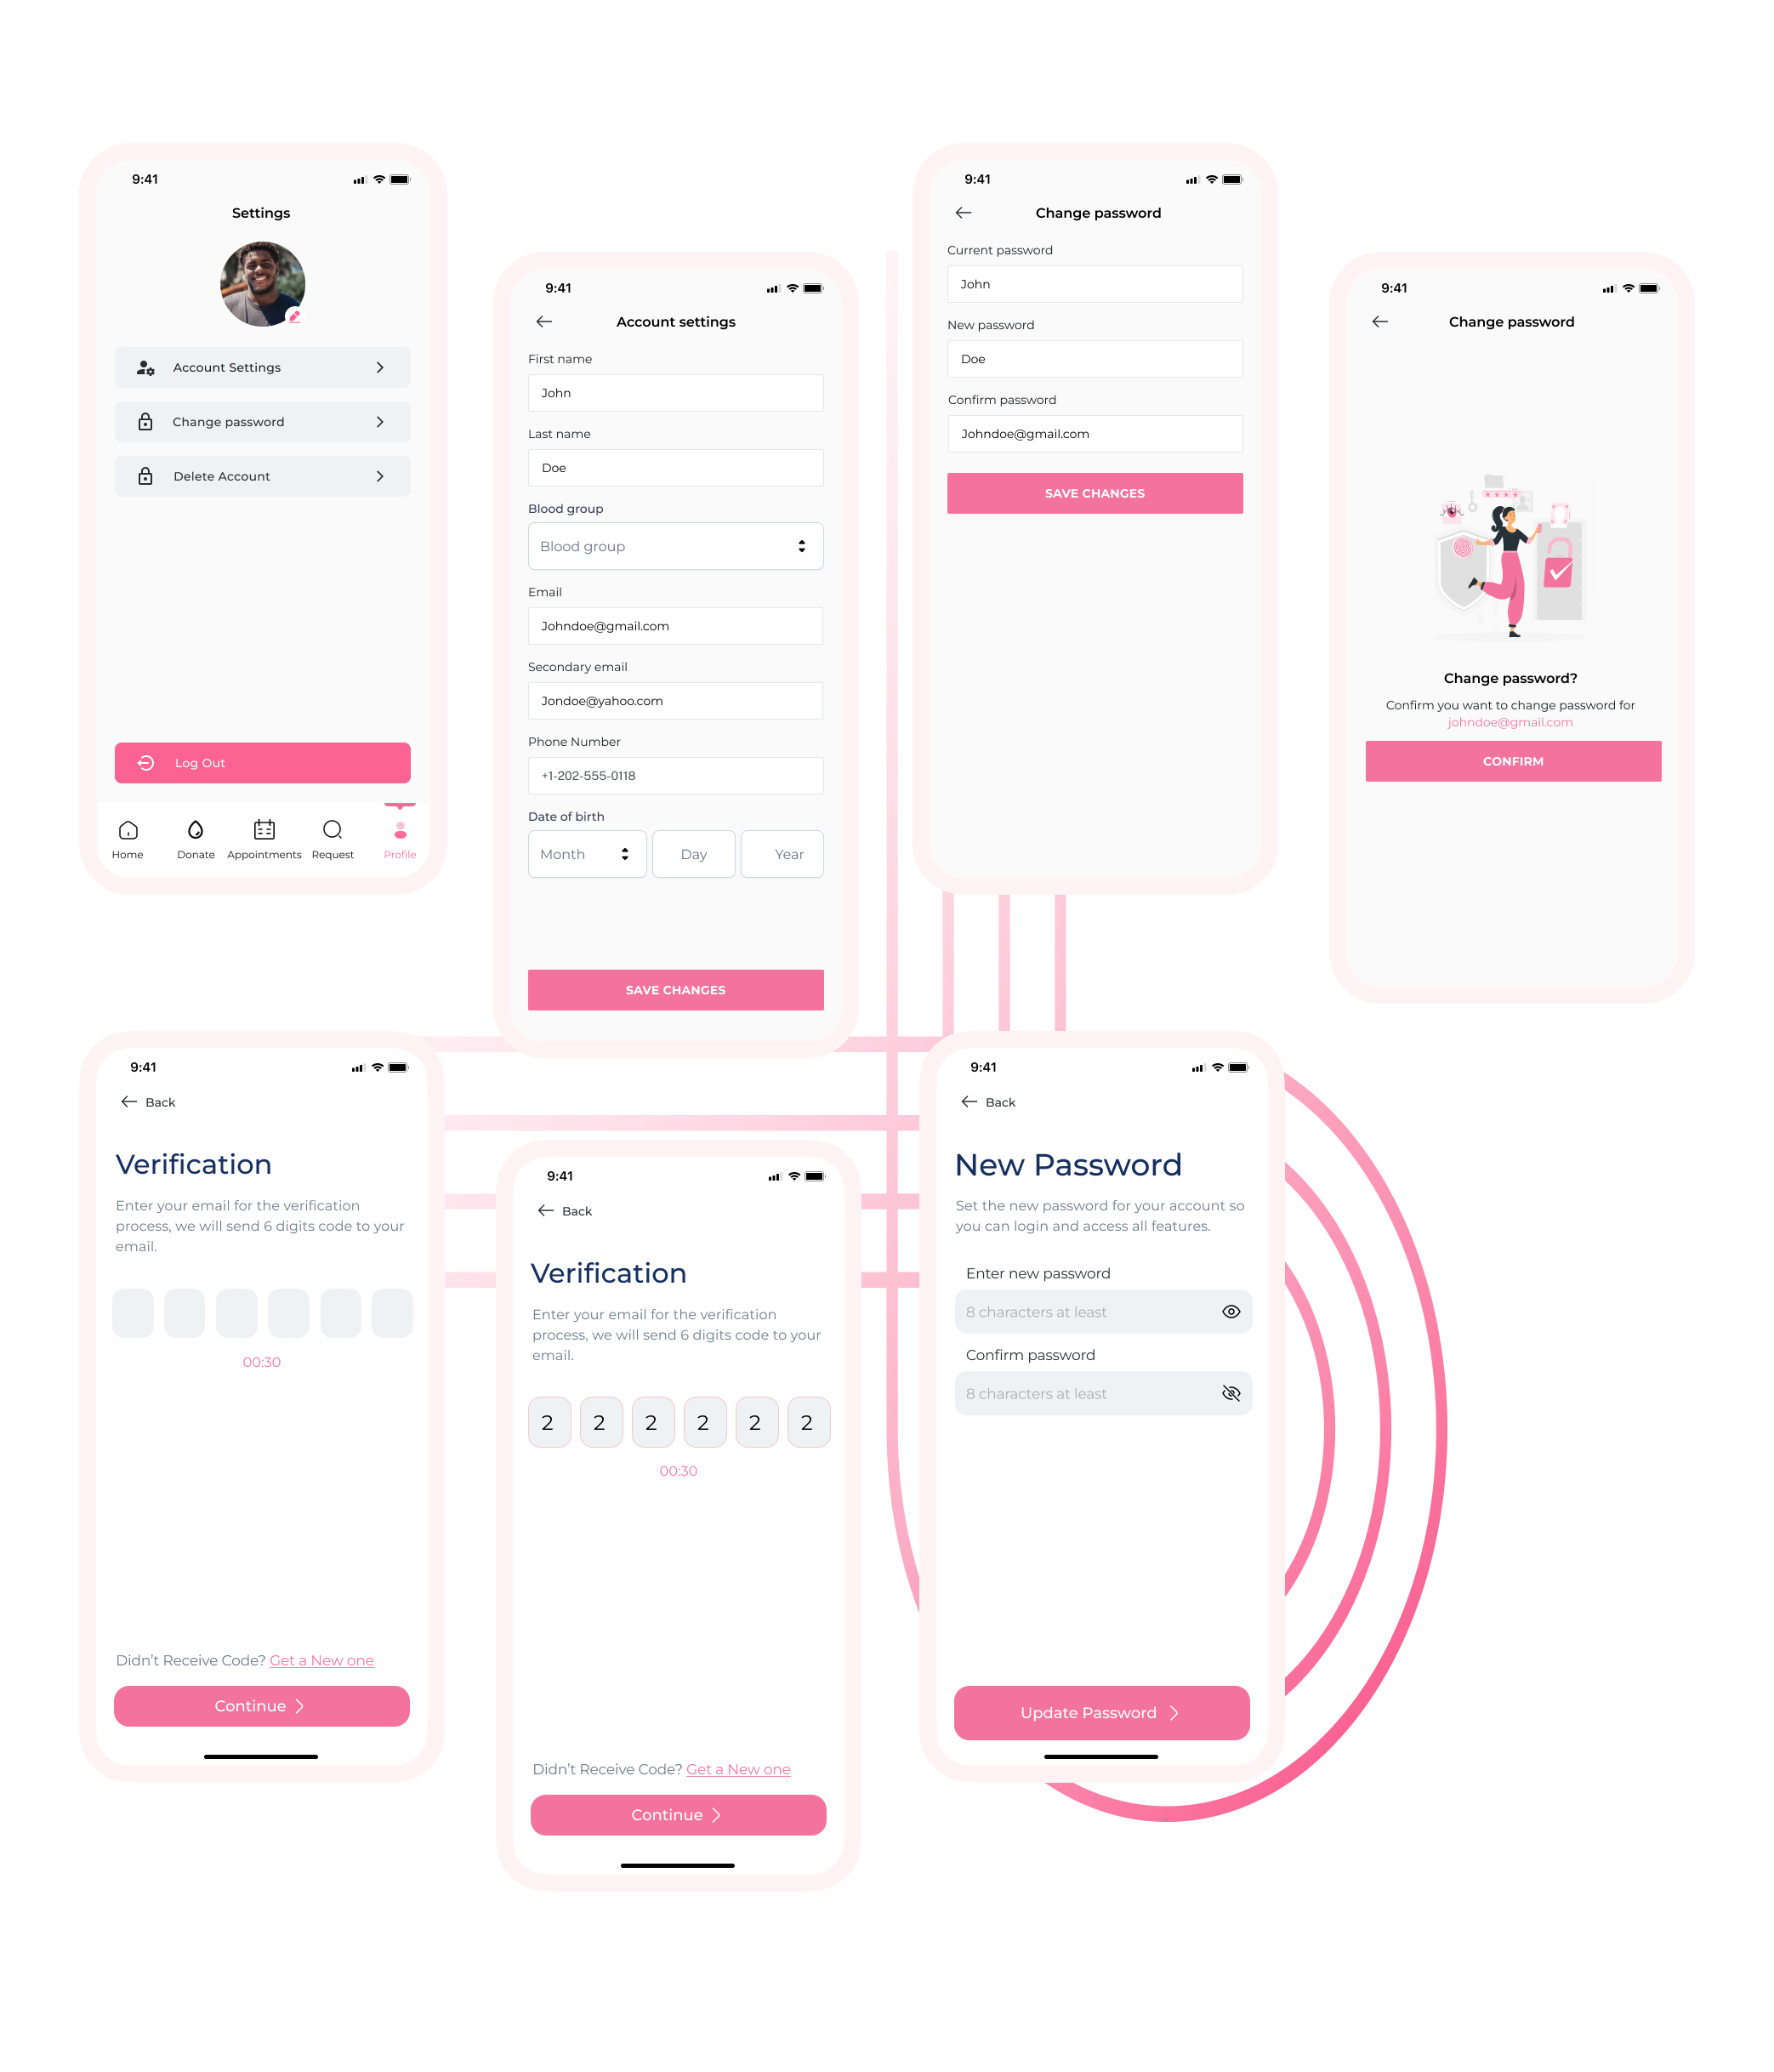 9:41
Settings
Account Settings
Change password
Delete Account
Log Out
Home
Donate
Appointments
Request
Profile
9:41
Account settings
First name
John
Last name
Doe
Blood group
Blood group
Email
Johndoe@gmail.com
Secondary email
Jondoe@yahoo.com
Phone Number
+1-202-555-0118
Date of birth
Month
Day
Year
SAVE CHANGES
9:41
Change password
Current password
John
New password
Doe
Confirm password
Johndoe@gmail.com
SAVE CHANGES
9:41
Change password
Change password?
Confirm you want to change password for
johndoe@gmail.com
CONFIRM
9:41
Back
Verification
Enter your email for the verification
process, we will send 6 digits code to your
email.
00:30
Didn’t Receive Code? Get a New one
Continue
9:41
Back
Verification
Enter your email for the verification
process, we will send 6 digits code to your
email.
2 2 2 2 2 2
00:30
Didn’t Receive Code? Get a New one
Continue
9:41
Back
New Password
Set the new password for your account so
you can login and access all features.
Enter new password
8 characters at least
Confirm password
8 characters at least
Update Password